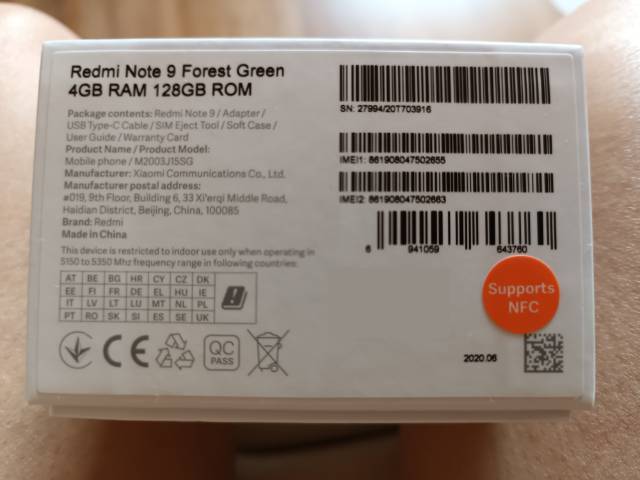 Redmi Note 9 Forest Green
4GB RAM 128GB ROM
Package contents: Redmi Note 9 / Adapter /
USB Type-C Cable / SIM Eject Tool / Soft Case /
User Guide / Warranty Card
Product Name / Product Model:
Mobile phone / M2003J15SG
Manufacturer: Xiaomi Communications Co., Ltd.
Manufacturer postal address:
#019, 9th Floor, Building 6, 33 Xi'erqi Middle Road,
Haidian District, Beijing, China, 100085
Brand: Redmi
Made in China
This device is restricted to indoor use only when operating in
5150 to 5350 Mhz frequency range in following countries:
AT BE BG HR CY CZ DK
EE FI FR DE EL HU IE
IT LV LT LU MT NL PL
PT RO SK SI ES SE UK
CE
QC
PASS
SN: 27994/20T703916
IMEI1: 861908047502655
IMEI2: 861908047502663
6 941059 643760
Supports
NFC
2020.06